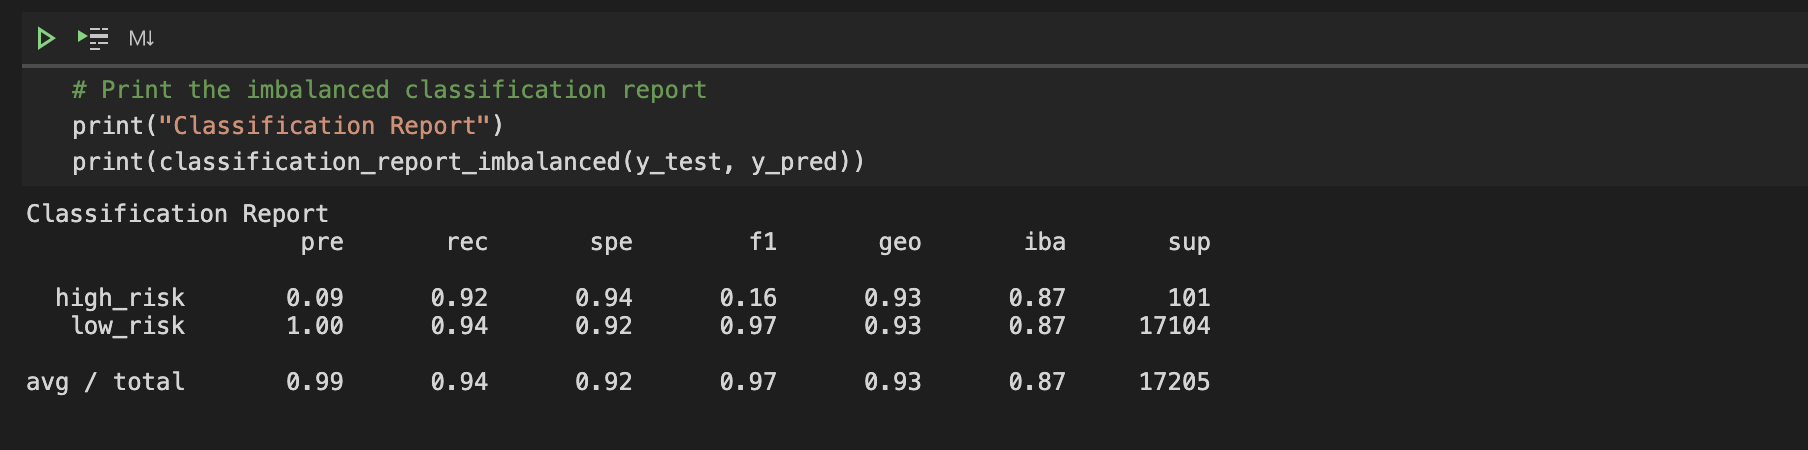 M↓
# Print the imbalanced classification report
print("Classification Report")
print(classification_report_imbalanced(y_test, y_pred))
Classification Report
pre rec spe f1 geo iba sup
high_risk 0.09 0.92 0.94 0.16 0.93 0.87 101
low_risk 1.00 0.94 0.92 0.97 0.93 0.87 17104
avg / total 0.99 0.94 0.92 0.97 0.93 0.87 17205